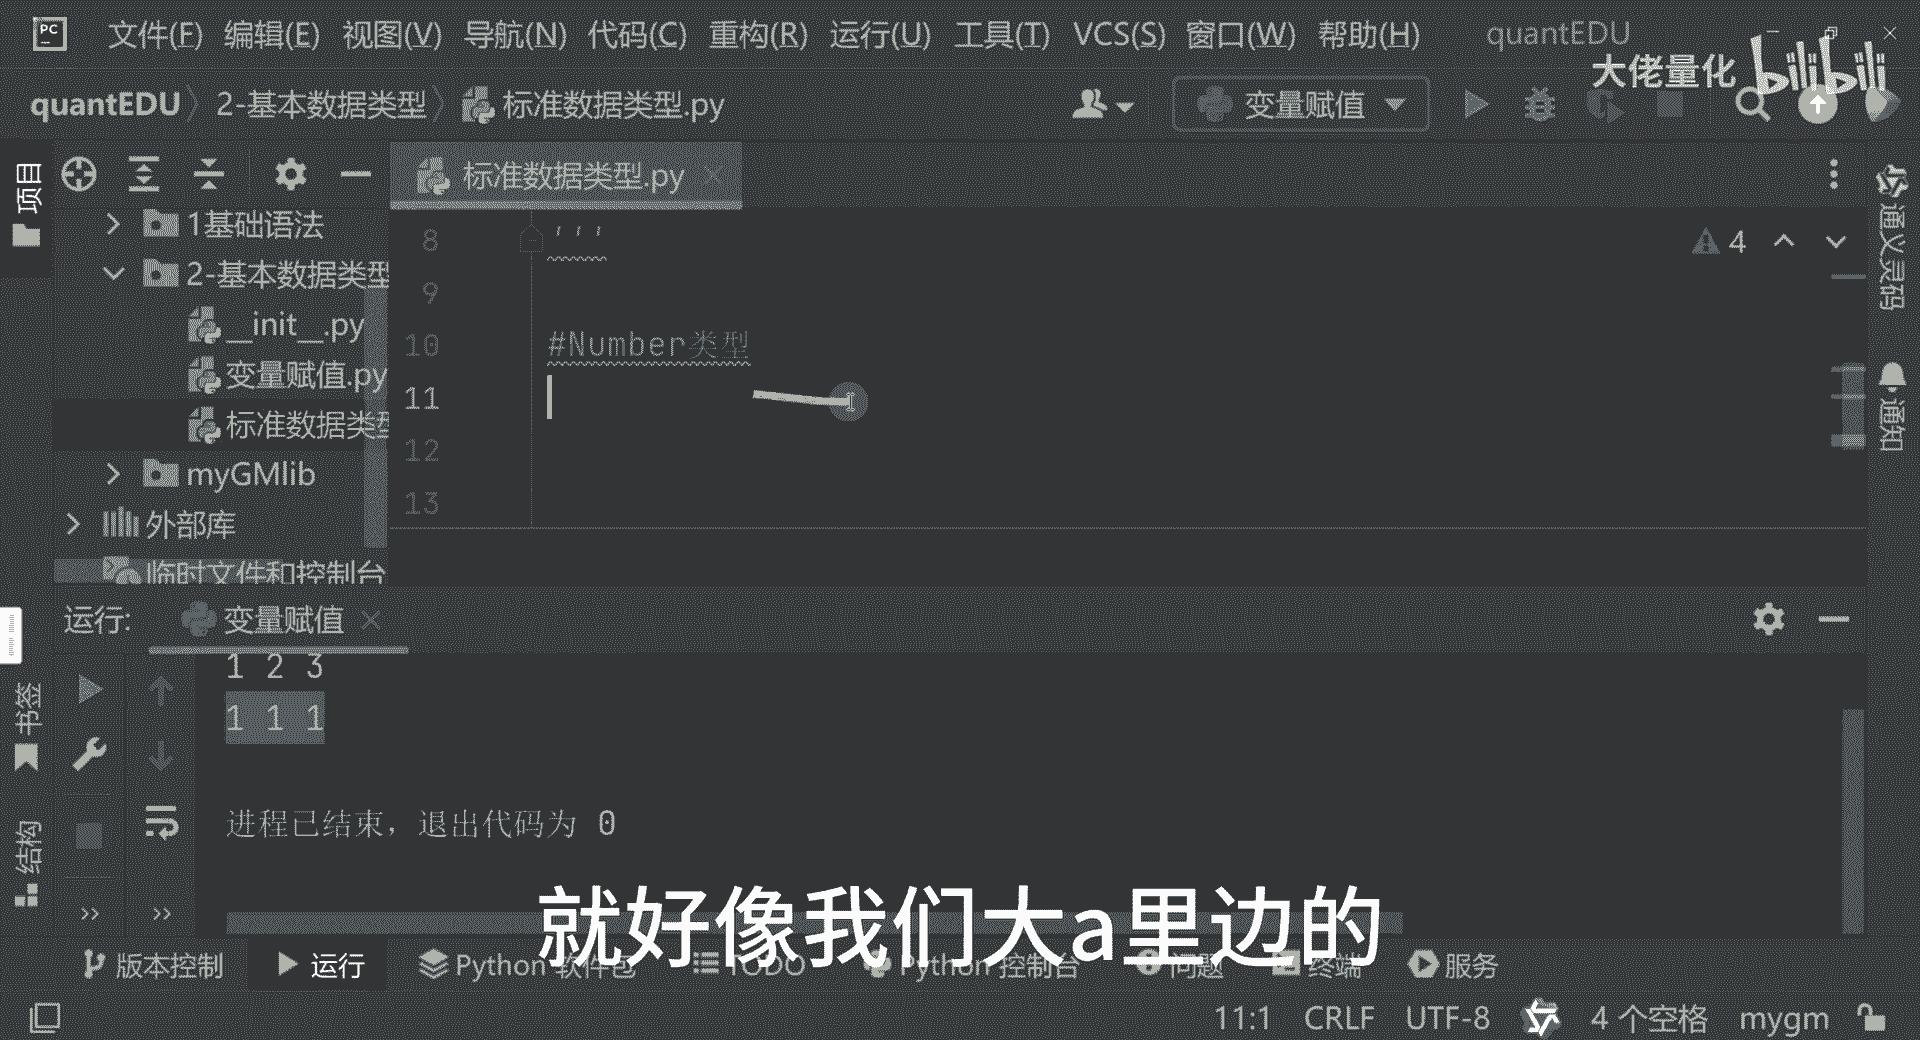 PC 文件(F) 编辑(E) 视图(V) 导航(N) 代码(C) 重构(R) 运行(U) 工具(T) VCS(S) 窗口(W) 帮助(H) quantEDU
大佬量化 bilibili
quantEDU 2-基本数据类型 标准数据类型.py 变量赋值
项目
标准数据类型.py
1基础语法
2-基本数据类型
__init__.py
变量赋值.py
标准数据类型
myGMlib
外部库
临时文件和控制台
8 '''
9
10 #Number类型
11
12
13
4
通义灵码
通知
运行: 变量赋值
1 2 3
1 1 1
进程已结束，退出代码为 0
书签
结构
就好像我们大a里边的
版本控制 运行 Python 软件包 TODO Python 控制台 问题 终端 服务
11:1 CRLF UTF-8 4 个空格 mygm